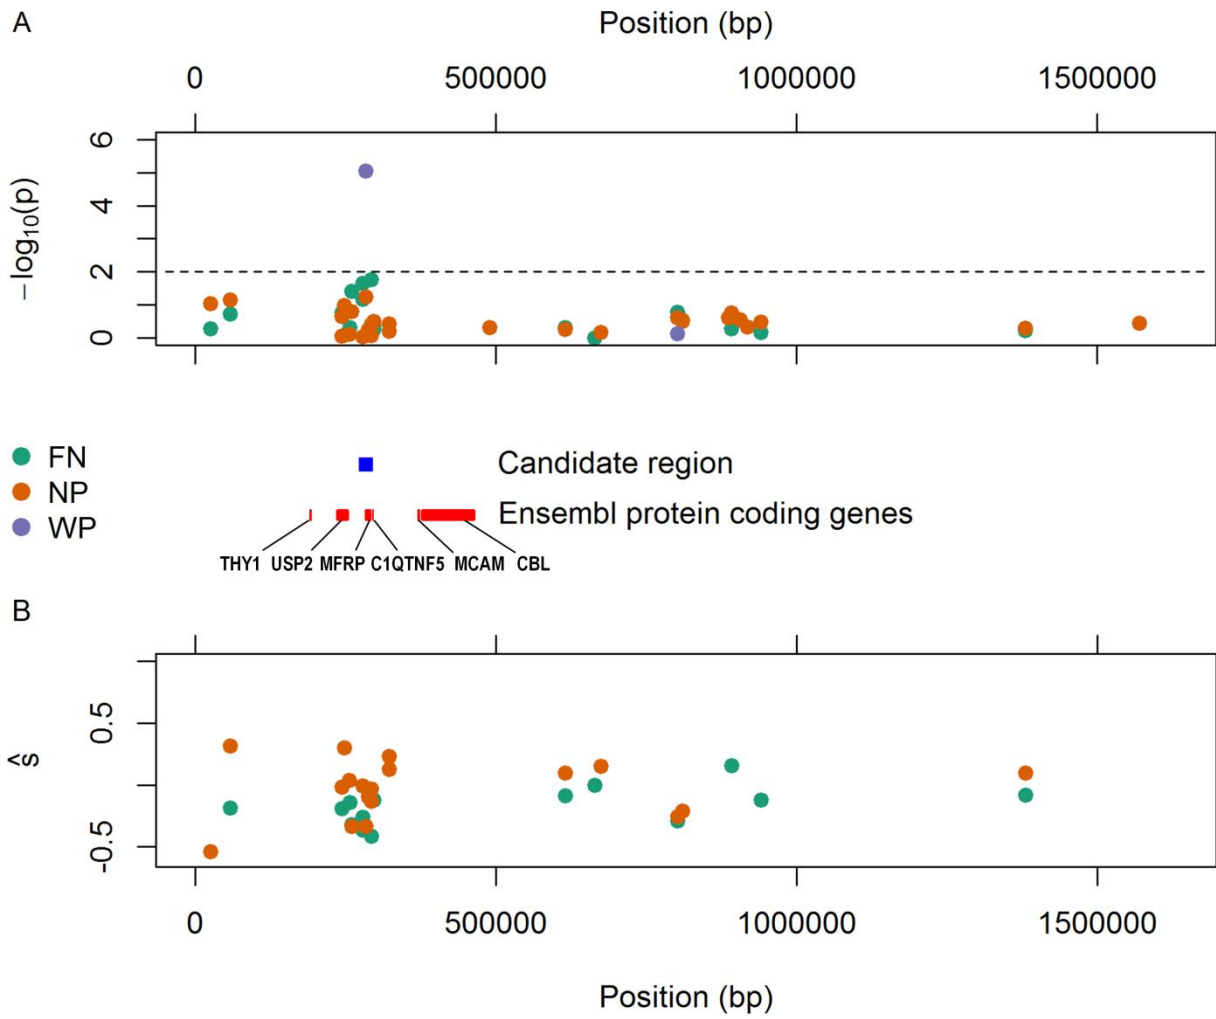 A
Position (bp)
0 500000 1000000 1500000
−log10(p)
6
4
2
0
FN
NP
WP
Candidate region
Ensembl protein coding genes
THY1 USP2 MFRP C1QTNF5 MCAM CBL
B
ŝ
0.5
-0.5
0 500000 1000000 1500000
Position (bp)